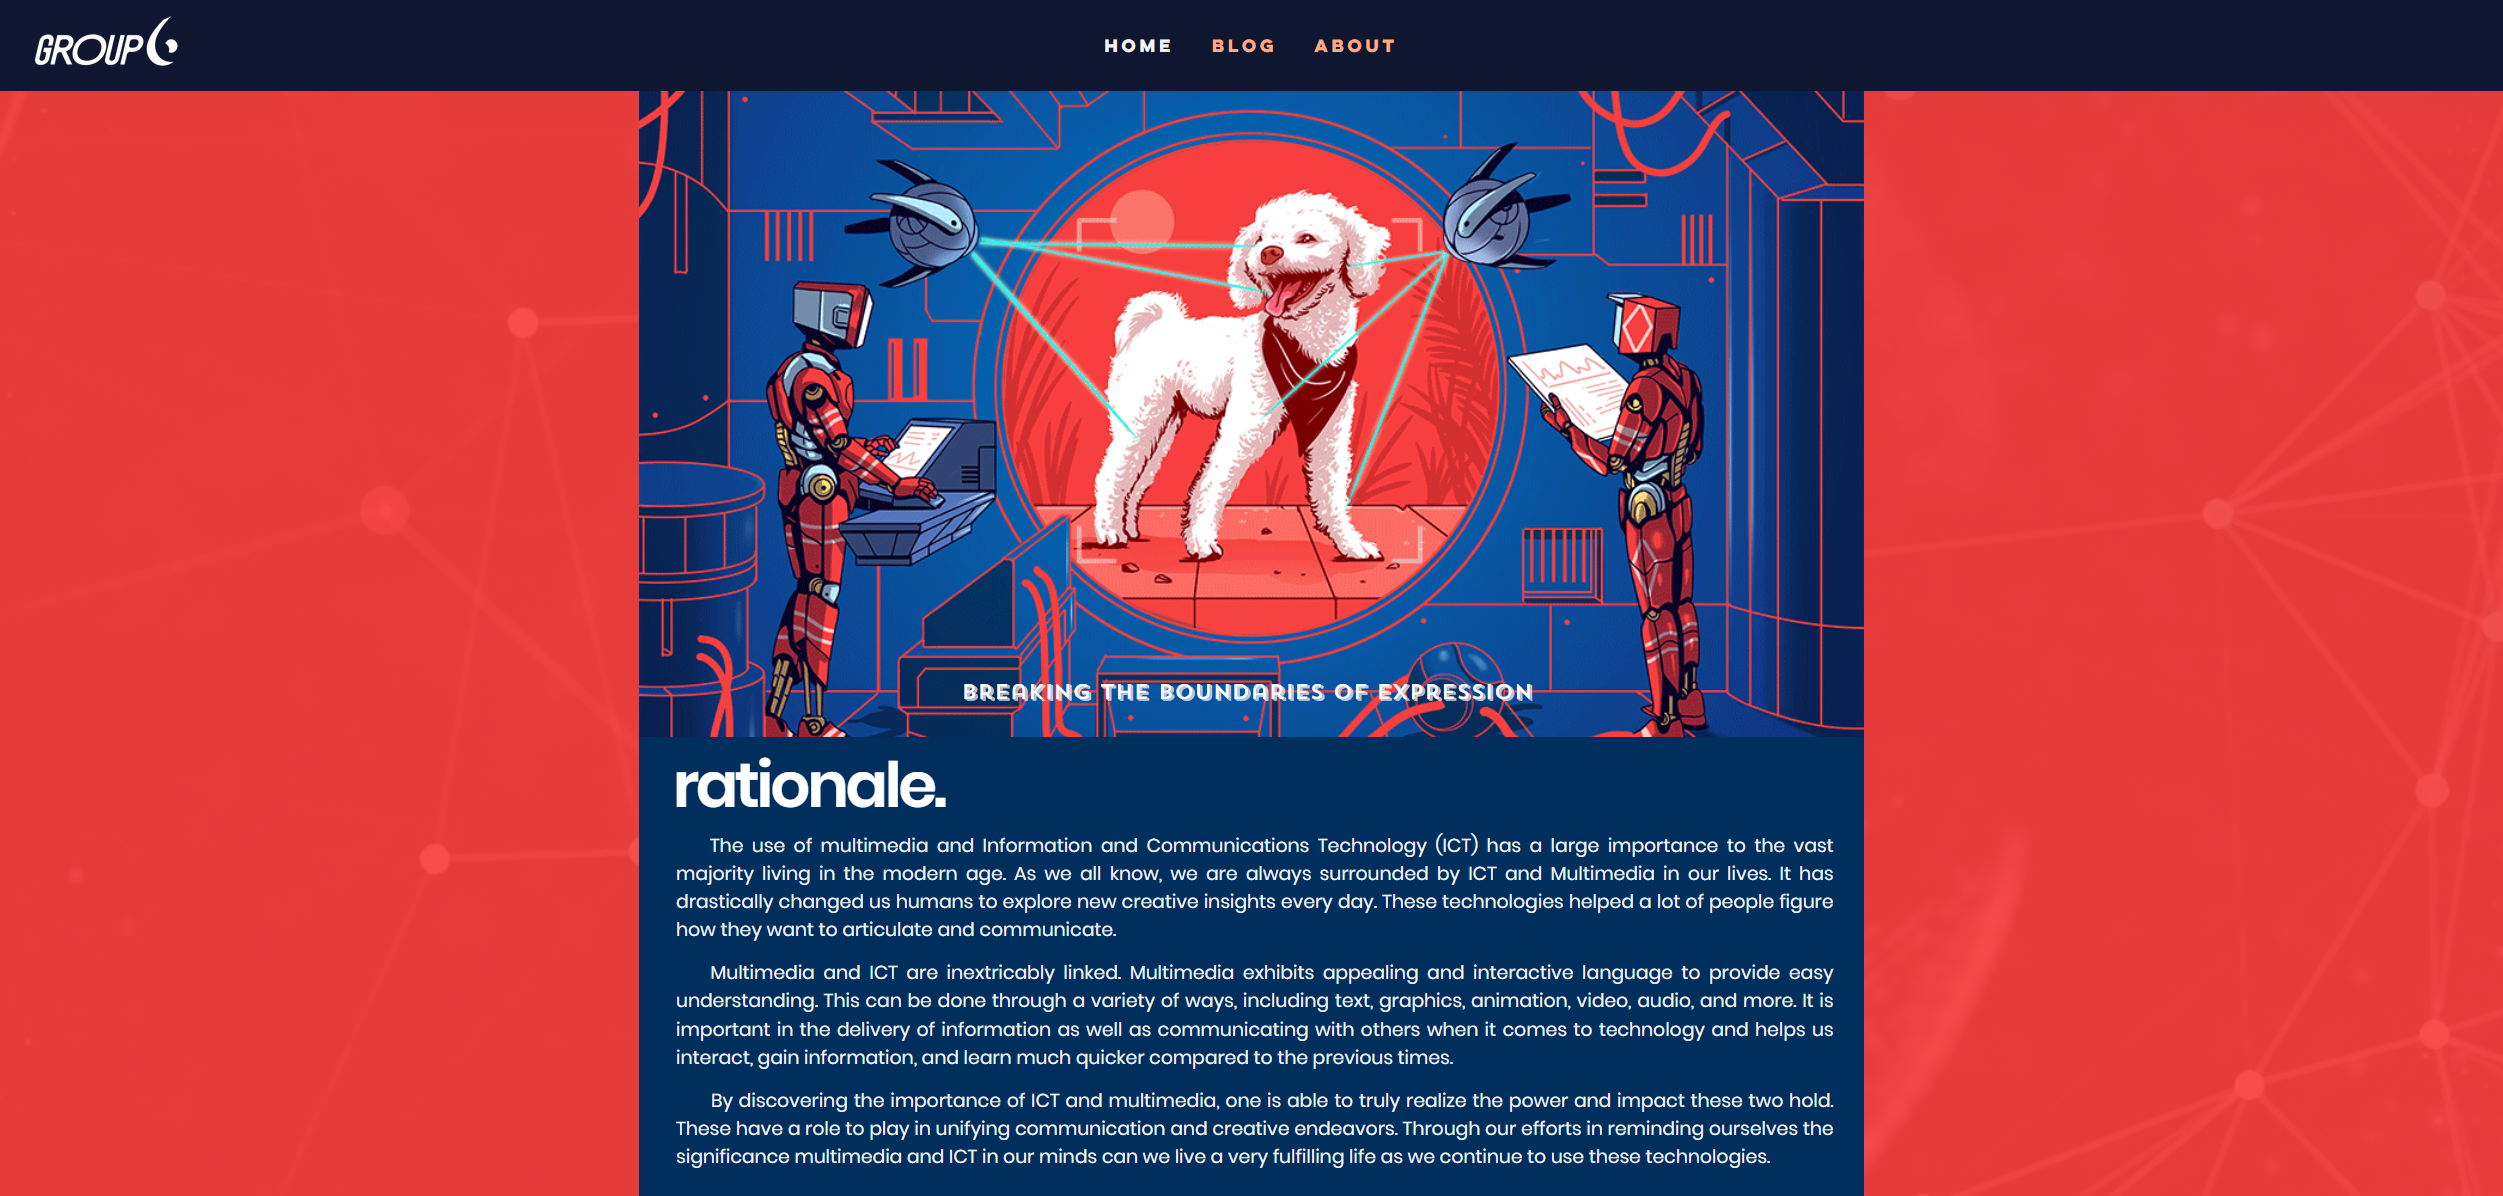 GROUP6
HOME BLOG ABOUT
BREAKING THE BOUNDARIES OF EXPRESSION
rationale.
The use of multimedia and Information and Communications Technology (ICT) has a large importance to the vast
majority living in the modern age. As we all know, we are always surrounded by ICT and Multimedia in our lives. It has
drastically changed us humans to explore new creative insights every day. These technologies helped a lot of people figure
how they want to articulate and communicate.
Multimedia and ICT are inextricably linked. Multimedia exhibits appealing and interactive language to provide easy
understanding. This can be done through a variety of ways, including text, graphics, animation, video, audio, and more. It is
important in the delivery of information as well as communicating with others when it comes to technology and helps us
interact, gain information, and learn much quicker compared to the previous times.
By discovering the importance of ICT and multimedia, one is able to truly realize the power and impact these two hold.
These have a role to play in unifying communication and creative endeavors. Through our efforts in reminding ourselves the
significance multimedia and ICT in our minds can we live a very fulfilling life as we continue to use these technologies.